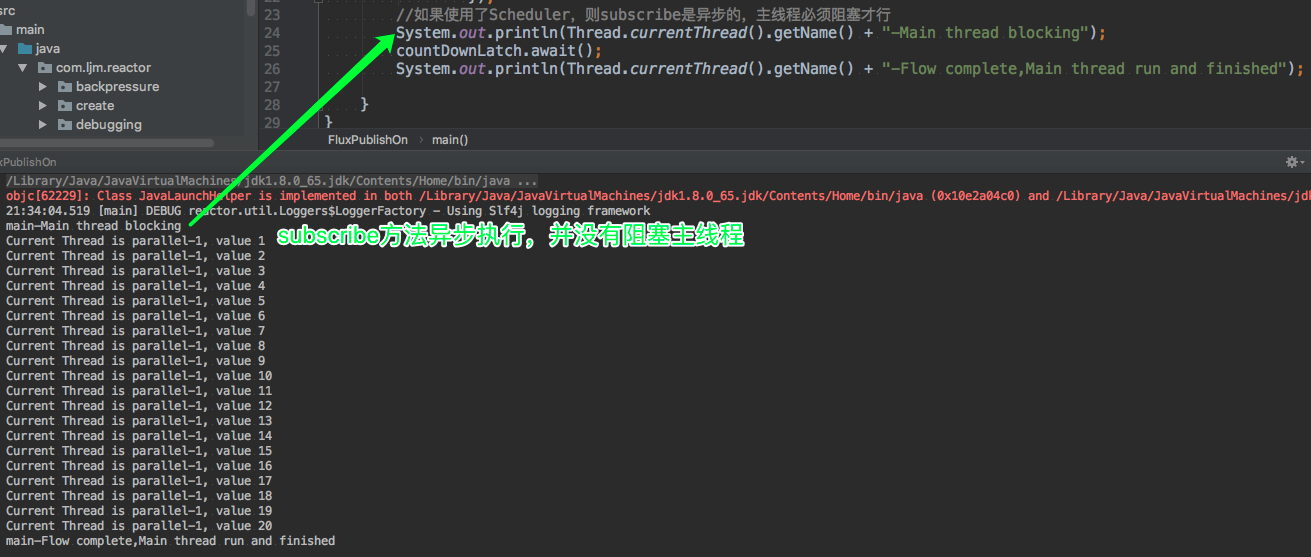 src
main
java
com.ljm.reactor
backpressure
create
debugging
23 //如果使用了Scheduler，则subscribe是异步的，主线程必须阻塞才行
24 System.out.println(Thread.currentThread().getName() + "-Main thread blocking");
25 countDownLatch.await();
26 System.out.println(Thread.currentThread().getName() + "-Flow complete,Main thread run and finished");
27
28 }
29 }
FluxPublishOn › main()
xPublishOn
/Library/Java/JavaVirtualMachines/jdk1.8.0_65.jdk/Contents/Home/bin/java ...
objc[62229]: Class JavaLaunchHelper is implemented in both /Library/Java/JavaVirtualMachines/jdk1.8.0_65.jdk/Contents/Home/bin/java (0x10e2a04c0) and /Library/Java/JavaVirtualMachines/jd
21:34:04.519 [main] DEBUG reactor.util.Loggers$LoggerFactory - Using Slf4j logging framework
main-Main thread blocking
subscribe方法异步执行，并没有阻塞主线程
Current Thread is parallel-1, value 1
Current Thread is parallel-1, value 2
Current Thread is parallel-1, value 3
Current Thread is parallel-1, value 4
Current Thread is parallel-1, value 5
Current Thread is parallel-1, value 6
Current Thread is parallel-1, value 7
Current Thread is parallel-1, value 8
Current Thread is parallel-1, value 9
Current Thread is parallel-1, value 10
Current Thread is parallel-1, value 11
Current Thread is parallel-1, value 12
Current Thread is parallel-1, value 13
Current Thread is parallel-1, value 14
Current Thread is parallel-1, value 15
Current Thread is parallel-1, value 16
Current Thread is parallel-1, value 17
Current Thread is parallel-1, value 18
Current Thread is parallel-1, value 19
Current Thread is parallel-1, value 20
main-Flow complete,Main thread run and finished